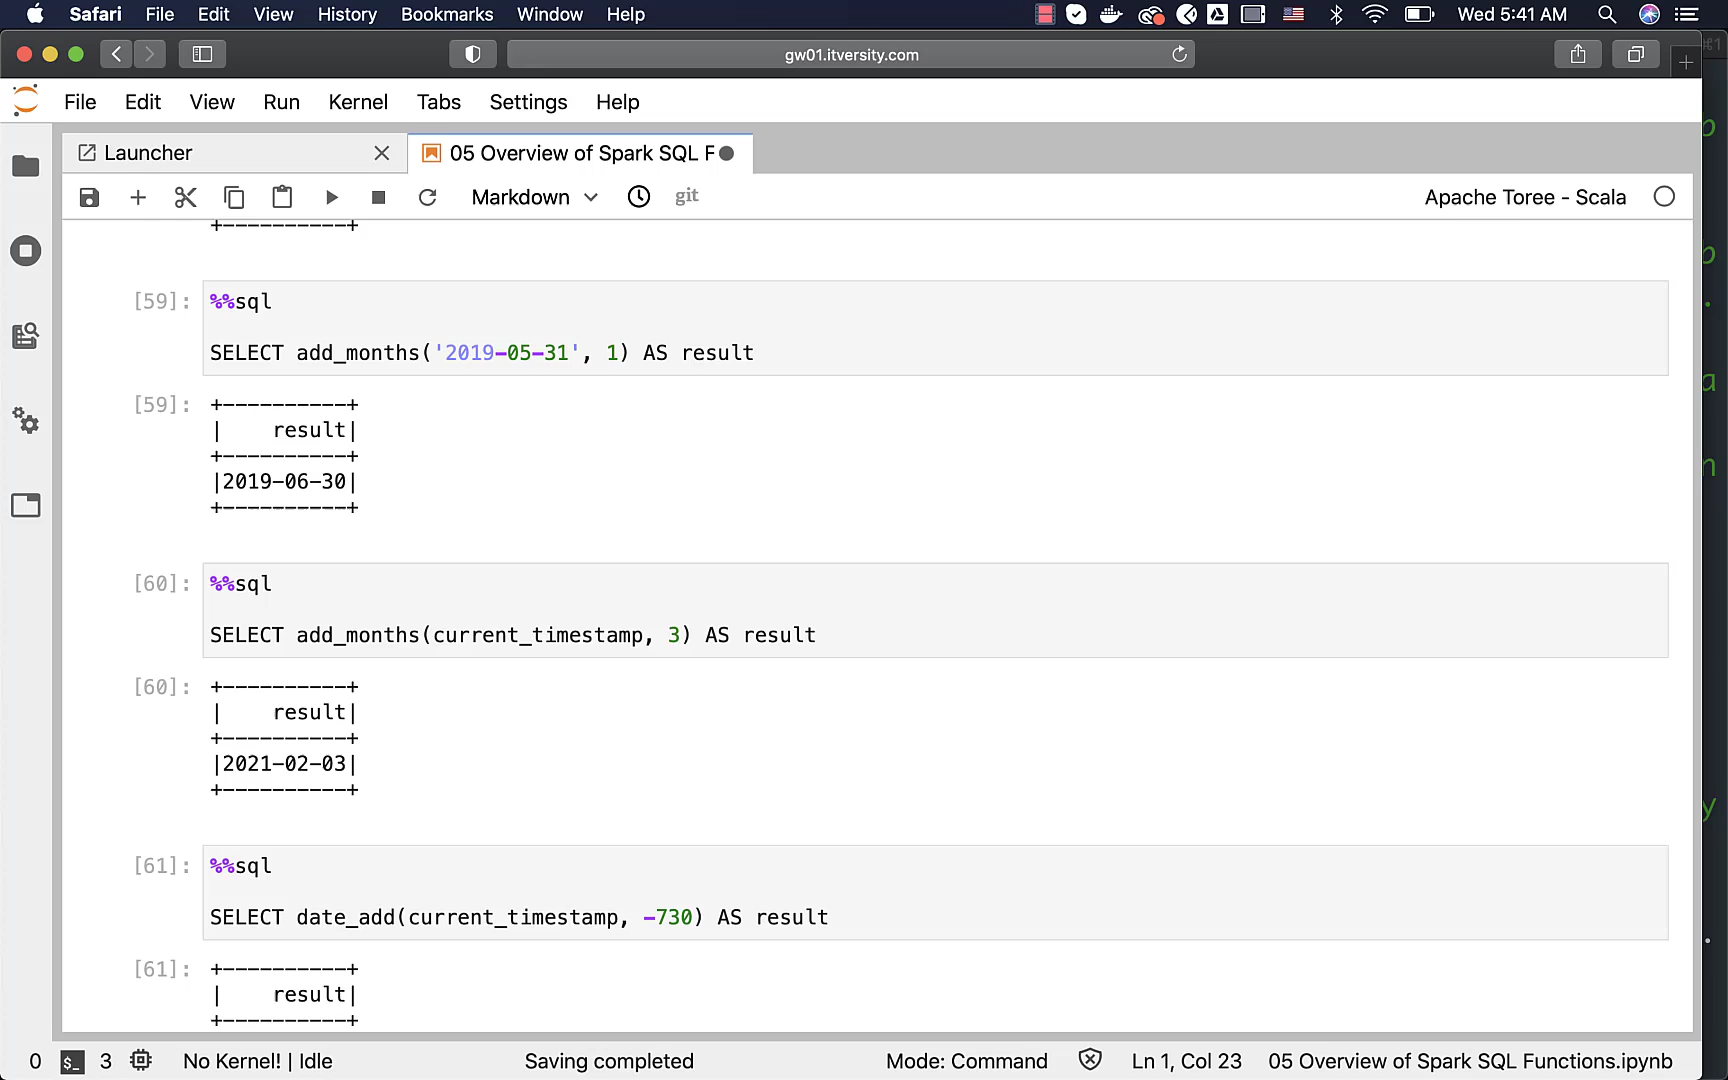 Safari File Edit View History Bookmarks Window Help Wed 5:41 AM
gw01.itversity.com
File Edit View Run Kernel Tabs Settings Help
Launcher 05 Overview of Spark SQL F
Markdown git Apache Toree - Scala
+----------+
[59]: %%sql
SELECT add_months('2019-05-31', 1) AS result
[59]: +----------+
|    result|
+----------+
|2019-06-30|
+----------+
[60]: %%sql
SELECT add_months(current_timestamp, 3) AS result
[60]: +----------+
|    result|
+----------+
|2021-02-03|
+----------+
[61]: %%sql
SELECT date_add(current_timestamp, -730) AS result
[61]: +----------+
|    result|
+----------+
0 $_ 3 No Kernel! | Idle Saving completed Mode: Command Ln 1, Col 23 05 Overview of Spark SQL Functions.ipynb